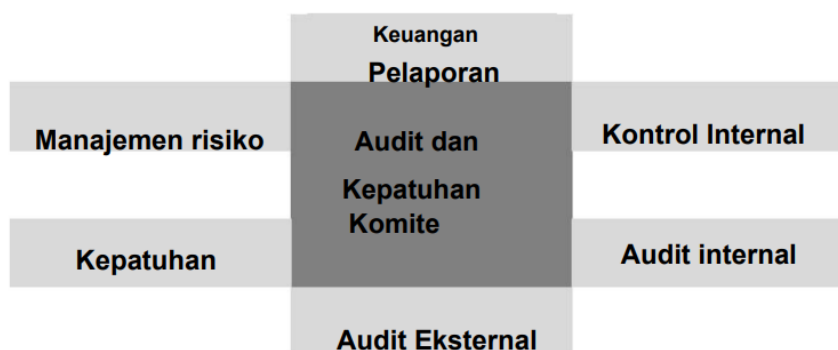 Keuangan
Pelaporan
Manajemen risiko
Audit dan
Kepatuhan
Komite
Kontrol Internal
Kepatuhan
Audit internal
Audit Eksternal